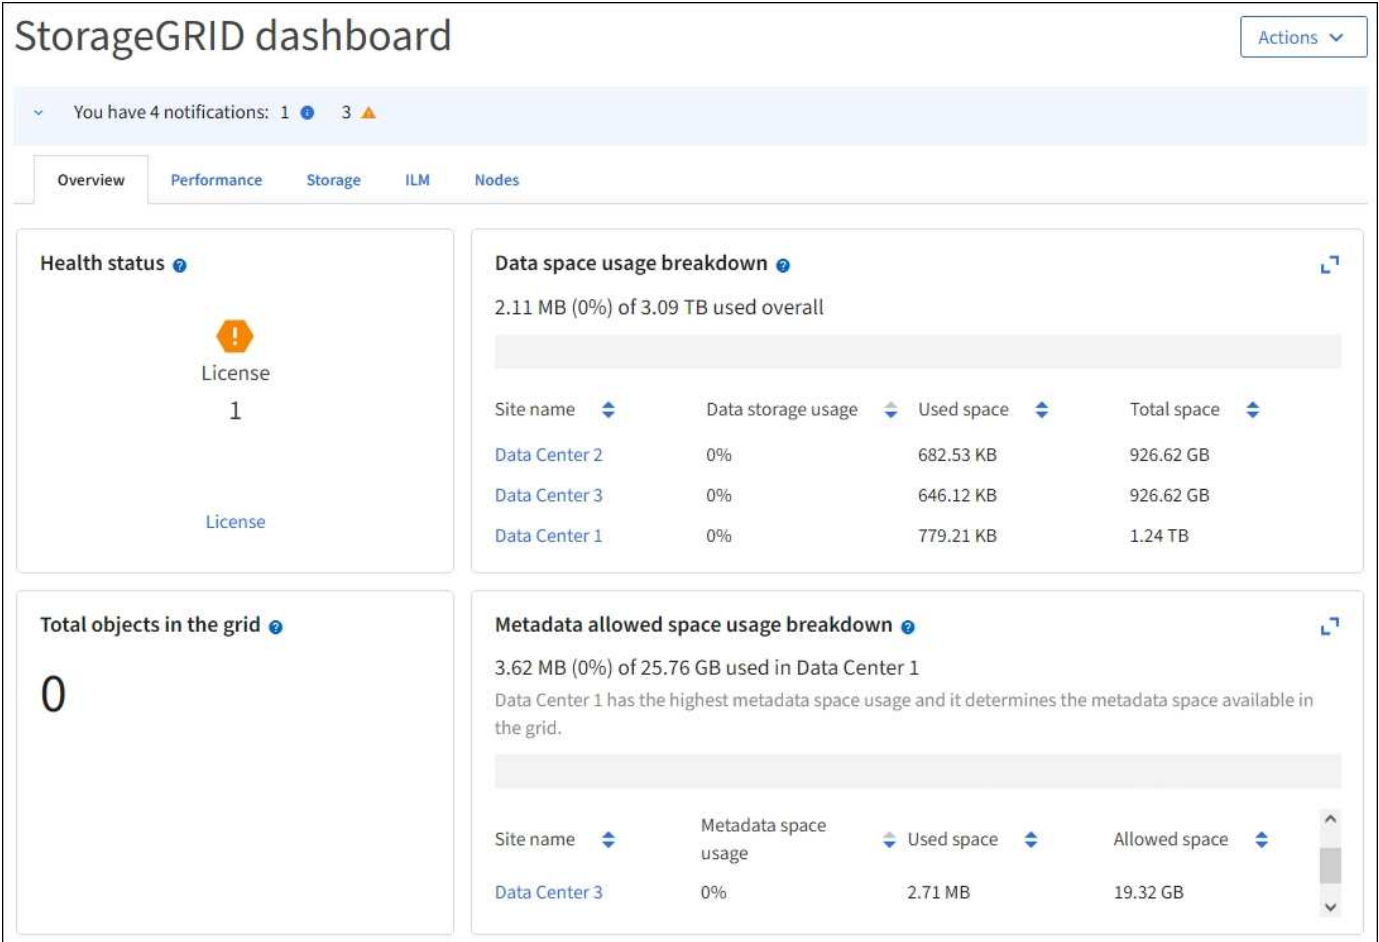 StorageGRID dashboard
Actions
You have 4 notifications: 1 3
Overview Performance Storage ILM Nodes
Health status
License
1
License
Data space usage breakdown
2.11 MB (0%) of 3.09 TB used overall
Site name Data storage usage Used space Total space
Data Center 2 0% 682.53 KB 926.62 GB
Data Center 3 0% 646.12 KB 926.62 GB
Data Center 1 0% 779.21 KB 1.24 TB
Total objects in the grid
0
Metadata allowed space usage breakdown
3.62 MB (0%) of 25.76 GB used in Data Center 1
Data Center 1 has the highest metadata space usage and it determines the metadata space available in
the grid.
Site name Metadata space usage Used space Allowed space
Data Center 3 0% 2.71 MB 19.32 GB